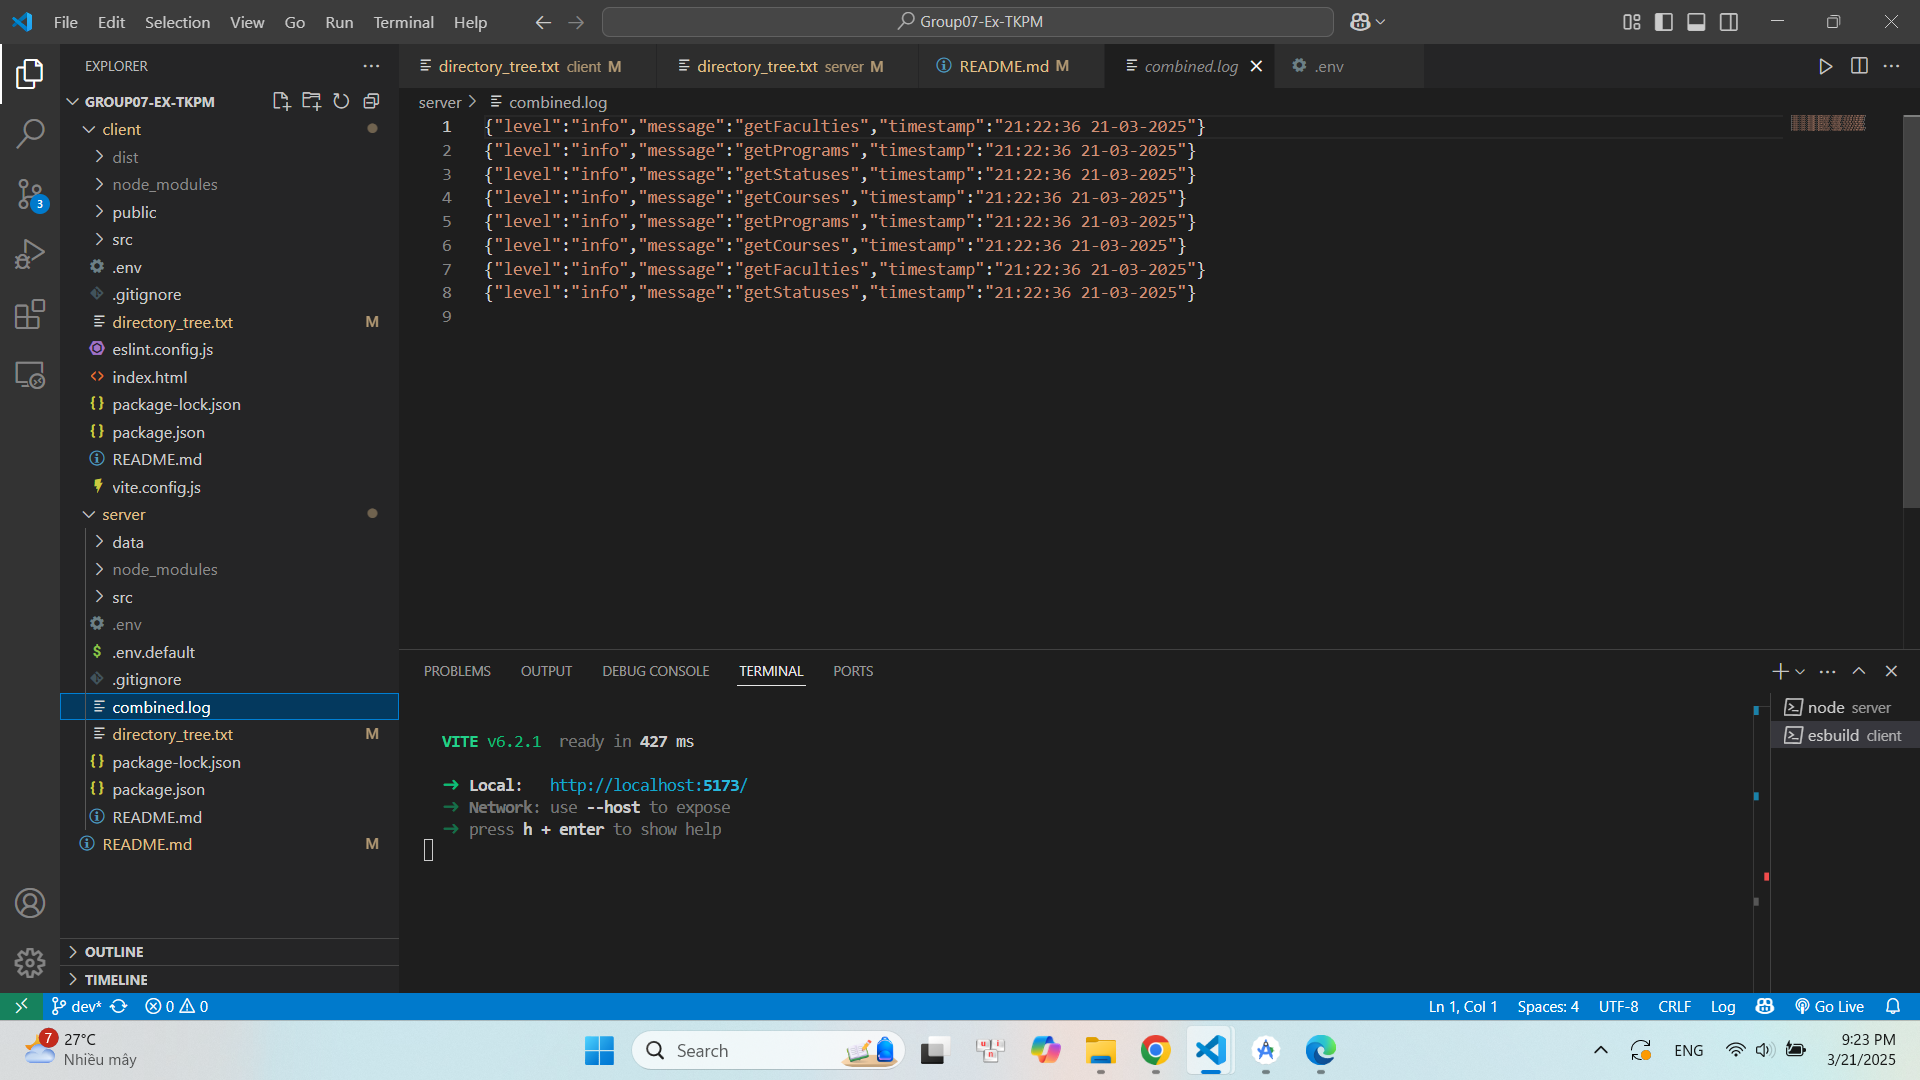 File Edit Selection View Go Run Terminal Help
Group07-Ex-TKPM
EXPLORER
GROUP07-EX-TKPM
client
dist
node_modules
public
src
.env
.gitignore
directory_tree.txt M
eslint.config.js
index.html
package-lock.json
package.json
README.md
vite.config.js
server
data
node_modules
src
.env
.env.default
.gitignore
combined.log
directory_tree.txt M
package-lock.json
package.json
README.md
README.md M
OUTLINE
TIMELINE
3
directory_tree.txt client M
directory_tree.txt server M
README.md M
combined.log
.env
server > combined.log
1 {"level":"info","message":"getFaculties","timestamp":"21:22:36 21-03-2025"}
2 {"level":"info","message":"getPrograms","timestamp":"21:22:36 21-03-2025"}
3 {"level":"info","message":"getStatuses","timestamp":"21:22:36 21-03-2025"}
4 {"level":"info","message":"getCourses","timestamp":"21:22:36 21-03-2025"}
5 {"level":"info","message":"getPrograms","timestamp":"21:22:36 21-03-2025"}
6 {"level":"info","message":"getCourses","timestamp":"21:22:36 21-03-2025"}
7 {"level":"info","message":"getFaculties","timestamp":"21:22:36 21-03-2025"}
8 {"level":"info","message":"getStatuses","timestamp":"21:22:36 21-03-2025"}
9
PROBLEMS OUTPUT DEBUG CONSOLE TERMINAL PORTS
VITE v6.2.1 ready in 427 ms
➜ Local: http://localhost:5173/
➜ Network: use --host to expose
➜ press h + enter to show help
node server
esbuild client
dev* 0 0
Ln 1, Col 1 Spaces: 4 UTF-8 CRLF Log Go Live
7
27°C
Nhiều mây
Search
ENG
9:23 PM
3/21/2025